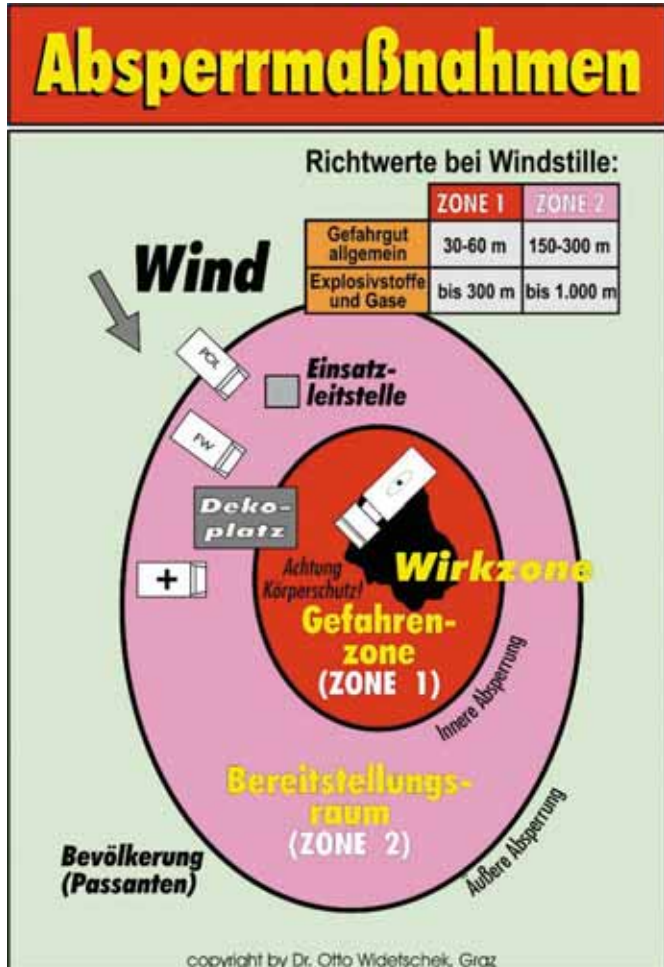 Absperrmaßnahmen
Richtwerte bei Windstille:
ZONE 1 ZONE 2
Gefahrgut allgemein 30-60 m 150-300 m
Explosivstoffe und Gase bis 300 m bis 1.000 m
Wind
POL
Einsatz-
leitstelle
FW
Deko-
platz
Wirkzone
Achtung
Körperschutz!
Gefahren-
zone
(ZONE 1)
Innere Absperrung
Bereitstellungs-
raum
(ZONE 2)
Äußere Absperrung
Bevölkerung
(Passanten)
copyright by Dr. Otto Widetschek, Graz